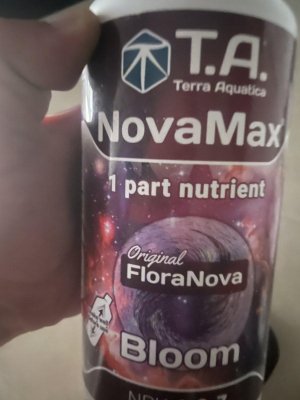 T.A.
Terra Aquatica
NovaMax
1 part nutrient
Original
FloraNova
Bloom